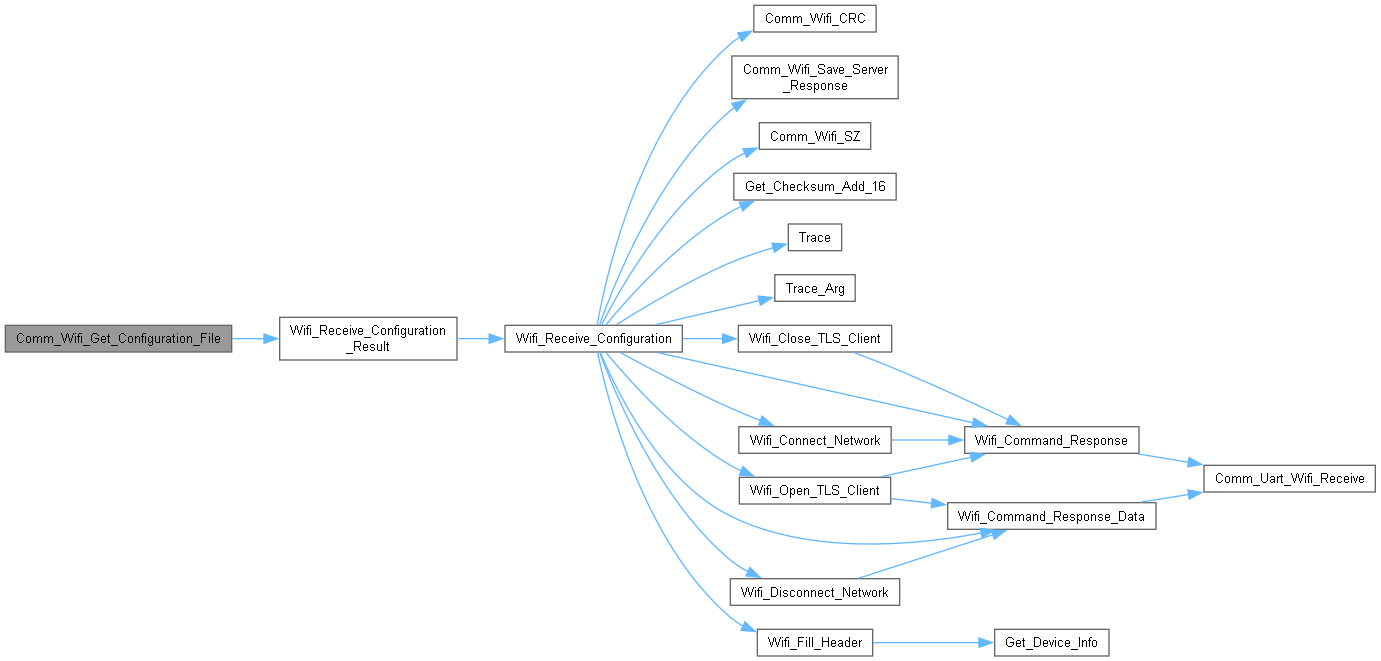 Comm_Wifi_Get_Configuration_File
Wifi_Receive_Configuration
_Result
Wifi_Receive_Configuration
Comm_Wifi_CRC
Comm_Wifi_Save_Server
_Response
Comm_Wifi_SZ
Get_Checksum_Add_16
Trace
Trace_Arg
Wifi_Close_TLS_Client
Wifi_Connect_Network
Wifi_Open_TLS_Client
Wifi_Disconnect_Network
Wifi_Fill_Header
Wifi_Command_Response
Wifi_Command_Response_Data
Get_Device_Info
Comm_Uart_Wifi_Receive